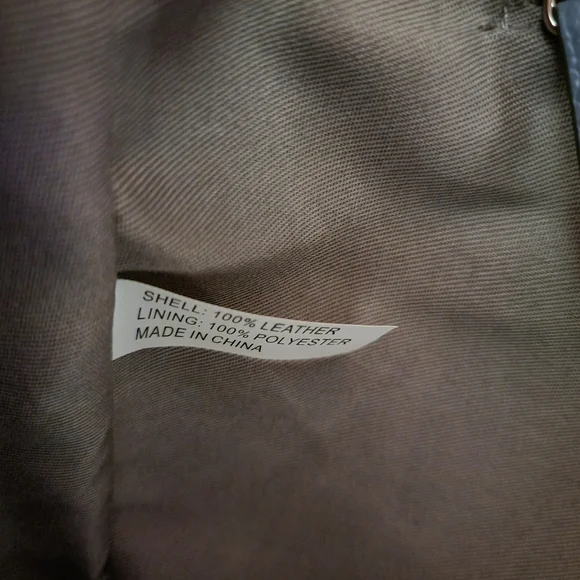 SHELL: 100% LEATHER
LINING: 100% POLYESTER
MADE IN CHINA